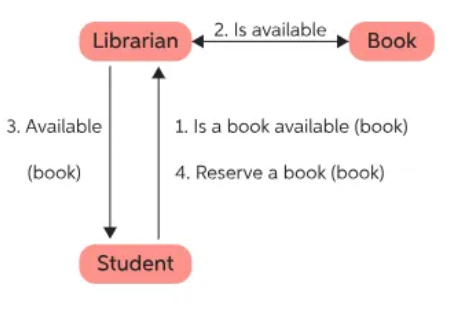 Librarian
2. Is available
Book
3. Available
(book)
1. Is a book available (book)
4. Reserve a book (book)
Student